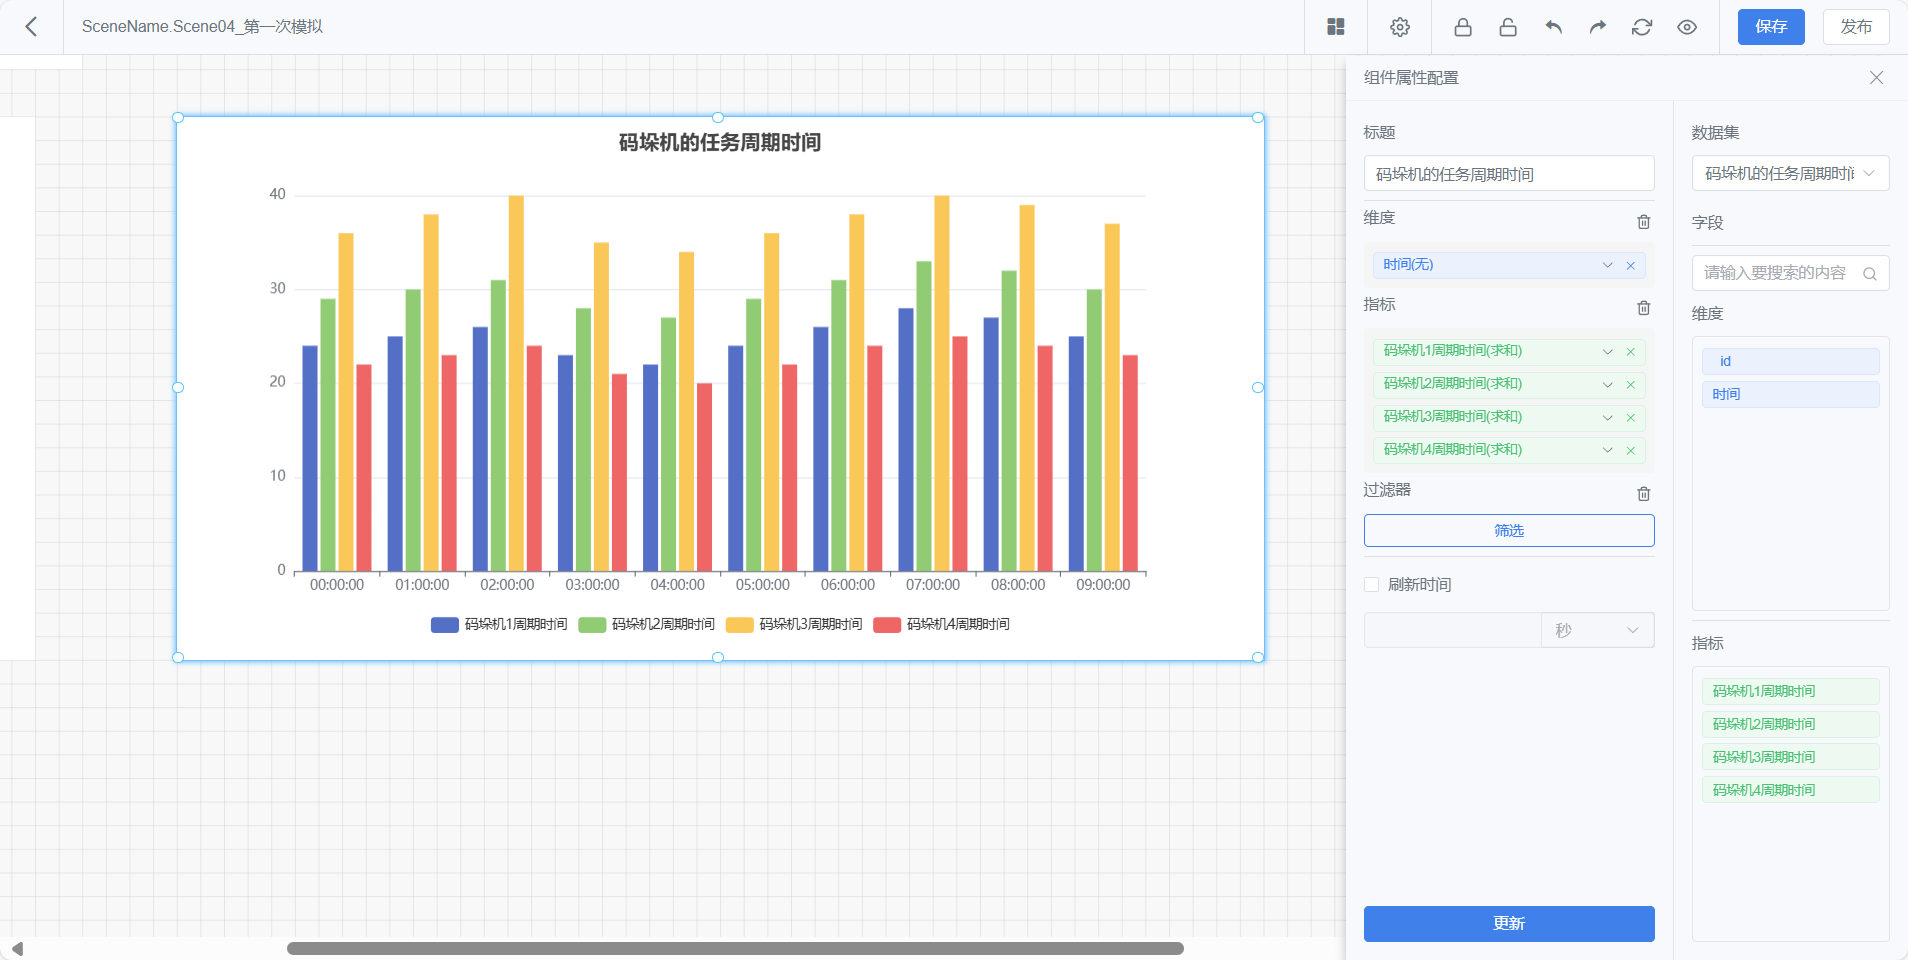 SceneName.Scene04_第一次模拟
保存
发布
码垛机的任务周期时间
40
30
20
10
0
00:00:00 01:00:00 02:00:00 03:00:00 04:00:00 05:00:00 06:00:00 07:00:00 08:00:00 09:00:00
码垛机1周期时间 码垛机2周期时间 码垛机3周期时间 码垛机4周期时间
组件属性配置
标题
码垛机的任务周期时间
维度
时间(无)
指标
码垛机1周期时间(求和)
码垛机2周期时间(求和)
码垛机3周期时间(求和)
码垛机4周期时间(求和)
过滤器
筛选
刷新时间
秒
更新
数据集
码垛机的任务周期时间
字段
请输入要搜索的内容
维度
id
时间
指标
码垛机1周期时间
码垛机2周期时间
码垛机3周期时间
码垛机4周期时间